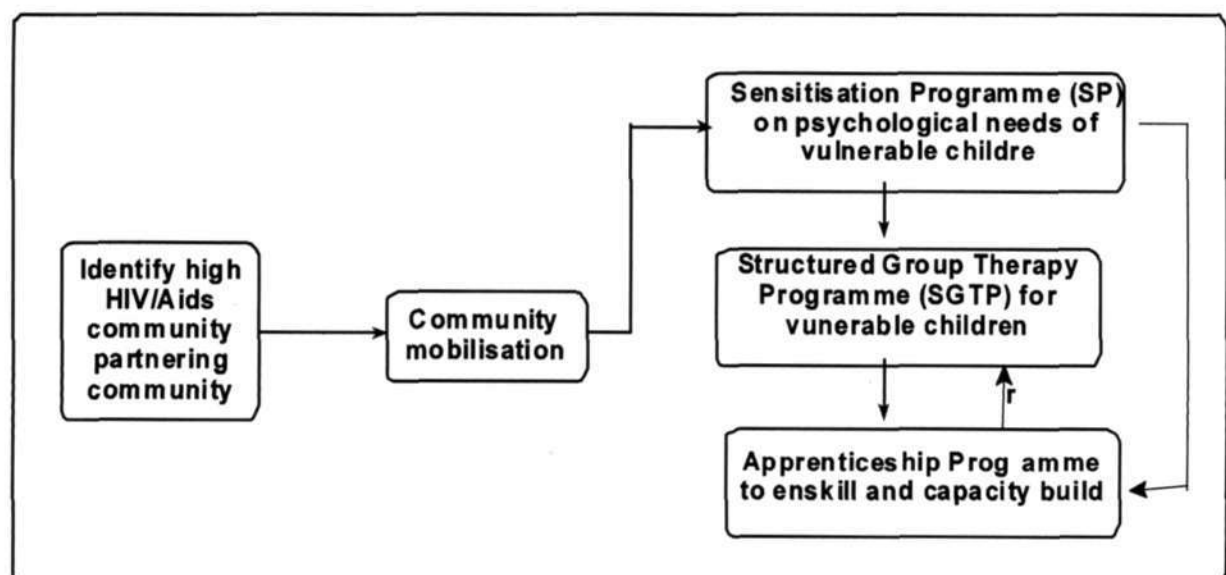 Identify high
HIV/Aids
community
partnering
community
Community
mobilisation
Sensitisation Programme (SP)
on psychological needs of
vulnerable childre
Structured Group Therapy
Programme (SGTP) for
vunerable children
r
Apprenticeship Prog amme
to enskill and capacity build